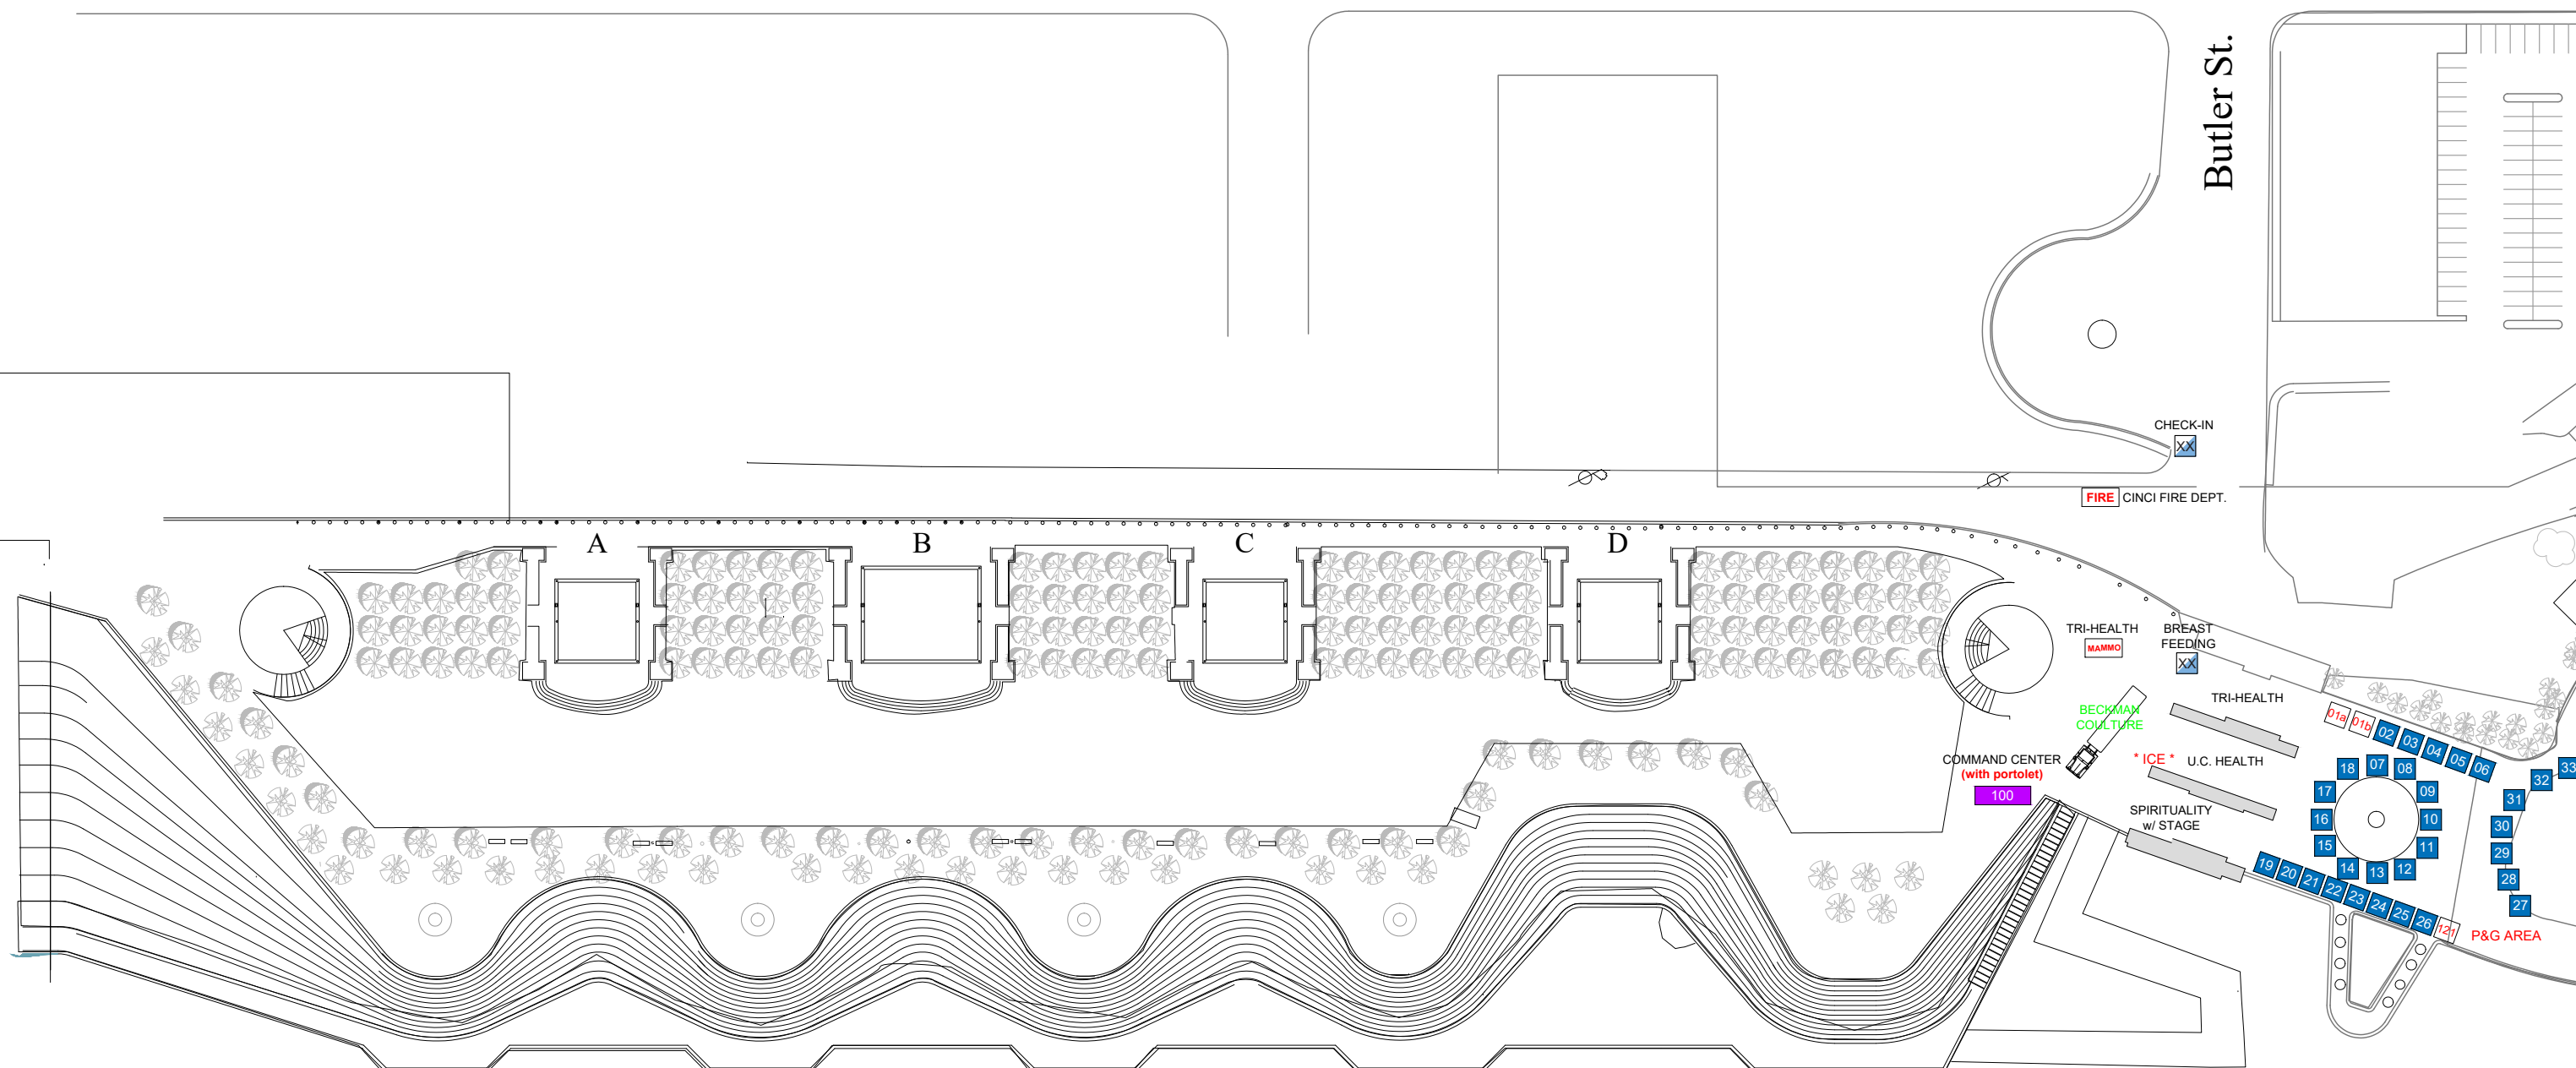 Butler St.
CHECK-IN
XX
FIRE CINCI FIRE DEPT.
A
B
C
D
TRI-HEALTH
MAMMO
BREAST
FEEDING
XX
TRI-HEALTH
BECKMAN
COULTURE
COMMAND CENTER
(with portolet)
100
* ICE *
U.C. HEALTH
SPIRITUALITY
w/ STAGE
01a
01b
02
03
04
05
06
18
07
08
17
09
16
10
15
11
14
13
12
19
20
21
22
23
24
25
26
121
33
32
31
30
29
28
27
P&G AREA